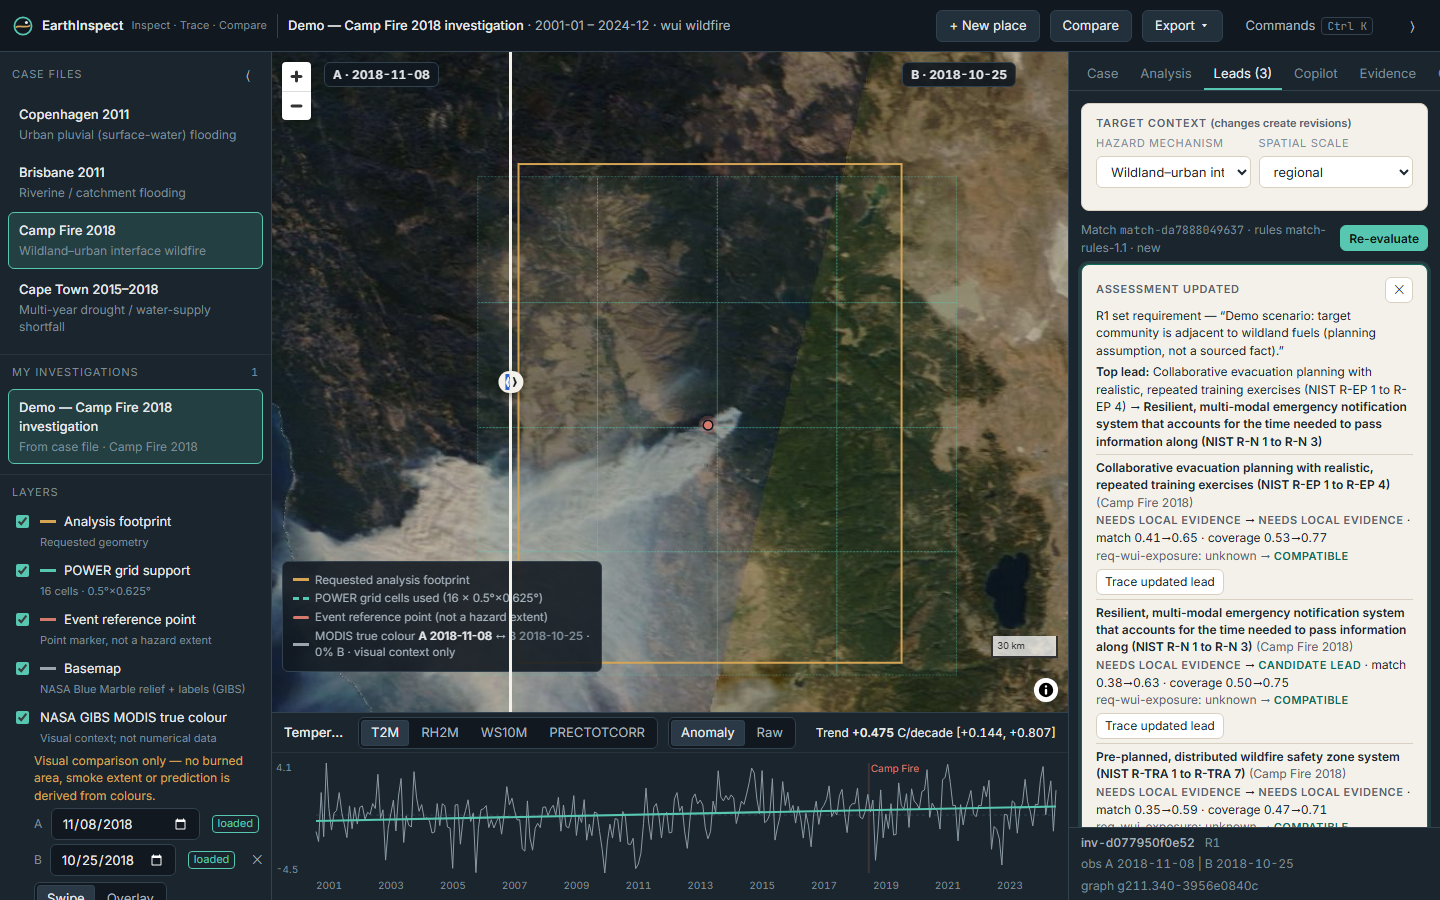 EarthInspect Inspect · Trace · Compare
Demo — Camp Fire 2018 investigation · 2001-01 – 2024-12 · wui wildfire
+ New place
Compare
Export
Commands Ctrl K
CASE FILES
Copenhagen 2011
Urban pluvial (surface-water) flooding
Brisbane 2011
Riverine / catchment flooding
Camp Fire 2018
Wildland–urban interface wildfire
Cape Town 2015–2018
Multi-year drought / water-supply
shortfall
MY INVESTIGATIONS 1
Demo — Camp Fire 2018
investigation
From case file · Camp Fire 2018
LAYERS
Analysis footprint
Requested geometry
POWER grid support
16 cells · 0.5°×0.625°
Event reference point
Point marker, not a hazard extent
Basemap
NASA Blue Marble relief + labels (GIBS)
NASA GIBS MODIS true colour
Visual context; not numerical data
Visual comparison only — no burned
area, smoke extent or prediction is
derived from colours.
A 11/08/2018 loaded
B 10/25/2018 loaded
Swipe Overlay
+
−
A · 2018-11-08
B · 2018-10-25
Requested analysis footprint
POWER grid cells used (16 × 0.5°×0.625°)
Event reference point (not a hazard extent)
MODIS true colour A 2018-11-08 ↔ B 2018-10-25 ·
0% B · visual context only
30 km
Temper...
T2M RH2M WS10M PRECTOTCORR
Anomaly Raw
Trend +0.475 C/decade [+0.144, +0.807]
4.1
Camp Fire
-4.5
2001 2003 2005 2007 2009 2011 2013 2015 2017 2019 2021 2023
Case Analysis Leads (3) Copilot Evidence
TARGET CONTEXT (changes create revisions)
HAZARD MECHANISM SPATIAL SCALE
Wildland–urban int regional
Match match-da7888049637 · rules match-
rules-1.1 · new
Re-evaluate
ASSESSMENT UPDATED
R1 set requirement — “Demo scenario: target
community is adjacent to wildland fuels (planning
assumption, not a sourced fact).”
Top lead: Collaborative evacuation planning with
realistic, repeated training exercises (NIST R-EP 1 to R-
EP 4) → Resilient, multi-modal emergency notification
system that accounts for the time needed to pass
information along (NIST R-N 1 to R-N 3)
Collaborative evacuation planning with realistic,
repeated training exercises (NIST R-EP 1 to R-EP 4)
(Camp Fire 2018)
NEEDS LOCAL EVIDENCE → NEEDS LOCAL EVIDENCE ·
match 0.41→0.65 · coverage 0.53→0.77
req-wui-exposure: unknown → COMPATIBLE
Trace updated lead
Resilient, multi-modal emergency notification system
that accounts for the time needed to pass information
along (NIST R-N 1 to R-N 3) (Camp Fire 2018)
NEEDS LOCAL EVIDENCE → CANDIDATE LEAD · match
0.38→0.63 · coverage 0.50→0.75
req-wui-exposure: unknown → COMPATIBLE
Trace updated lead
Pre-planned, distributed wildfire safety zone system
(NIST R-TRA 1 to R-TRA 7) (Camp Fire 2018)
NEEDS LOCAL EVIDENCE → NEEDS LOCAL EVIDENCE ·
match 0.35→0.59 · coverage 0.47→0.71
req-wui-exposure: unknown → COMPATIBLE
inv-d077950f0e52 R1
obs A 2018-11-08 | B 2018-10-25
graph g211.340-3956e0840c